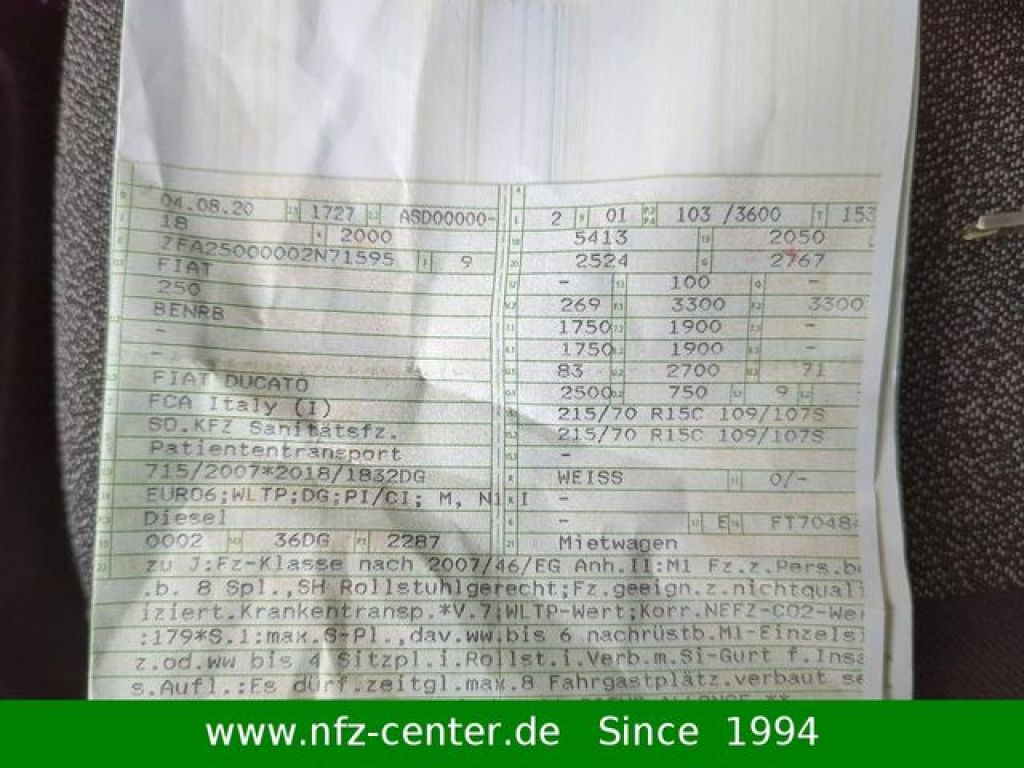 04.08.20 1727 ASD00000-
18 2000
ZFA25000002N71595 9
FIAT
250
BENRB
-
-
FIAT DUCATO
FCA Italy (I)
SD.KFZ Sanitätsfz.
Patiententransport
715/2007*2018/1832DG
EURO6;WLTP;DG;PI/CI; M, N1 I
Diesel
0002 36DG 2287
2 01 103 /3600 153
5413 2050
2524 2767
- 100 -
269 3300 3300
1750 1900 -
1750 1900 -
83 2700 71
2500 750 9
215/70 R15C 109/107S
215/70 R15C 109/107S
-
WEISS 0/-
-
- E FT7048
Mietwagen
zu J:Fz-Klasse nach 2007/46/EG Anh.II:M1 Fz.z.Pers.b
.b. 8 Spl.,SH Rollstuhlgerecht;Fz.geeign.z.nichtqual
iziert.Krankentransp.*V.7:WLTP-Wert;Korr.NEFZ-CO2-We
:179*S.1:max.S-Pl.,dav.ww.bis 6 nachrüstb.M1-Einzels
z.od.ww bis 4 Sitzpl.i.Rollst.i.Verb.m.Si-Gurt f.Insa
s.Aufl.:Es dürf.zeitgl.max.8 Fahrgastplätz.verbaut se
www.nfz-center.de Since 1994